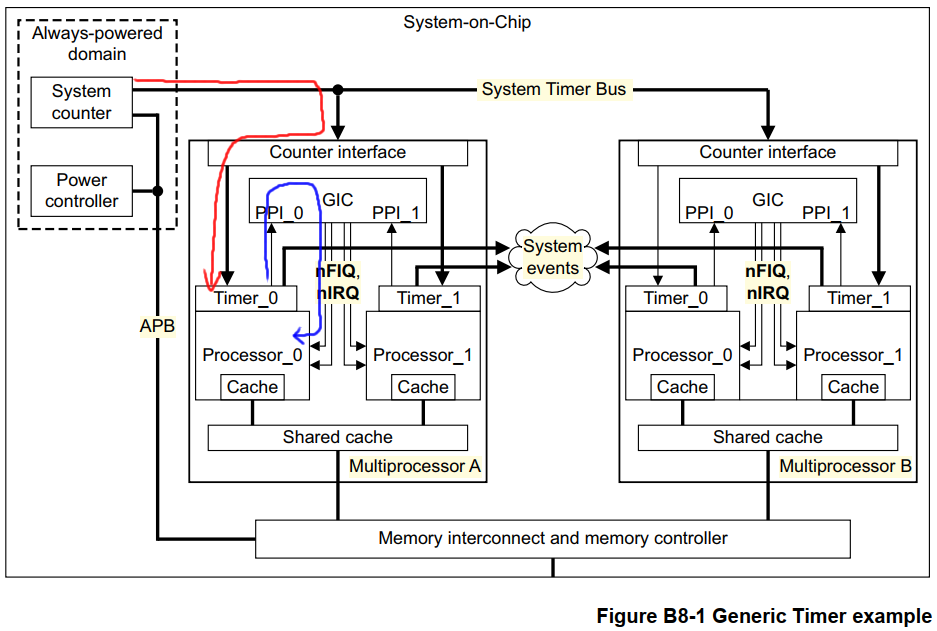 System-on-Chip
Always-powered
domain
System
counter
Power
controller
System Timer Bus
Counter interface
Counter interface
GIC
PPI_0
PPI_1
GIC
PPI_0
PPI_1
System
events
nFIQ,
nIRQ
nFIQ,
nIRQ
Timer_0
Timer_1
Timer_0
Timer_1
APB
Processor_0
Processor_1
Processor_0
Processor_1
Cache
Cache
Cache
Cache
Shared cache
Shared cache
Multiprocessor A
Multiprocessor B
Memory interconnect and memory controller
Figure B8-1 Generic Timer example